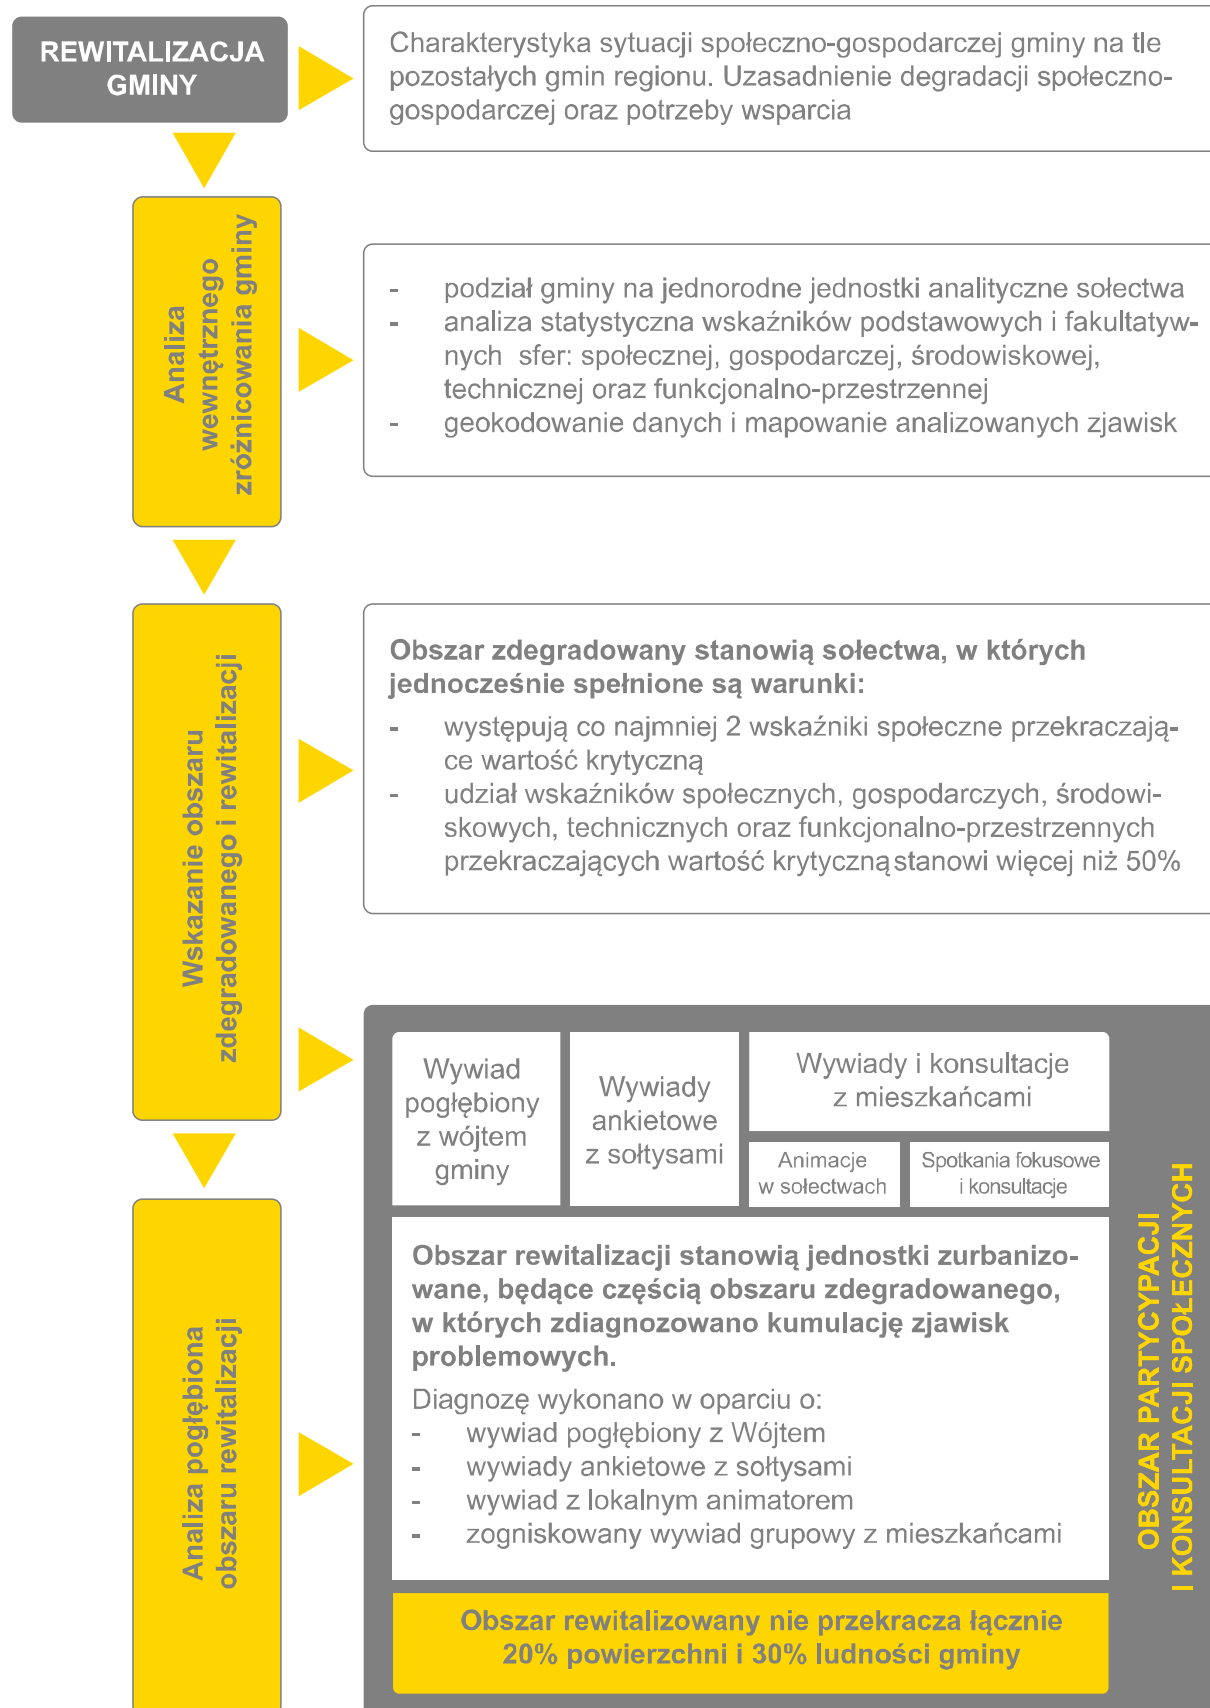 REWITALIZACJA
GMINY
Charakterystyka sytuacji społeczno-gospodarczej gminy na tle
pozostałych gmin regionu. Uzasadnienie degradacji społeczno-
gospodarczej oraz potrzeby wsparcia
Analiza
wewnętrznego
zróżnicowania gminy
- podział gminy na jednorodne jednostki analityczne sołectwa
- analiza statystyczna wskaźników podstawowych i fakultatyw-
nych sfer: społecznej, gospodarczej, środowiskowej,
technicznej oraz funkcjonalno-przestrzennej
- geokodowanie danych i mapowanie analizowanych zjawisk
Wskazanie obszaru
zdegradowanego i rewitalizacji
Obszar zdegradowany stanowią sołectwa, w których
jednocześnie spełnione są warunki:
- występują co najmniej 2 wskaźniki społeczne przekraczają-
ce wartość krytyczną
- udział wskaźników społecznych, gospodarczych, środowi-
skowych, technicznych oraz funkcjonalno-przestrzennych
przekraczających wartość krytyczną stanowi więcej niż 50%
Wywiad
pogłębiony
z wójtem
gminy
Wywiady
ankietowe
z sołtysami
Wywiady i konsultacje
z mieszkańcami
Animacje
w sołectwach
Spotkania fokusowe
i konsultacje
Analiza pogłębiona
obszaru rewitalizacji
Obszar rewitalizacji stanowią jednostki zurbanizo-
wane, będące częścią obszaru zdegradowanego,
w których zdiagnozowano kumulację zjawisk
problemowych.
Diagnozę wykonano w oparciu o:
- wywiad pogłębiony z Wójtem
- wywiady ankietowe z sołtysami
- wywiad z lokalnym animatorem
- zogniskowany wywiad grupowy z mieszkańcami
Obszar rewitalizowany nie przekracza łącznie
20% powierzchni i 30% ludności gminy
OBSZAR PARTYCYPACJI
I KONSULTACJI SPOŁECZNYCH